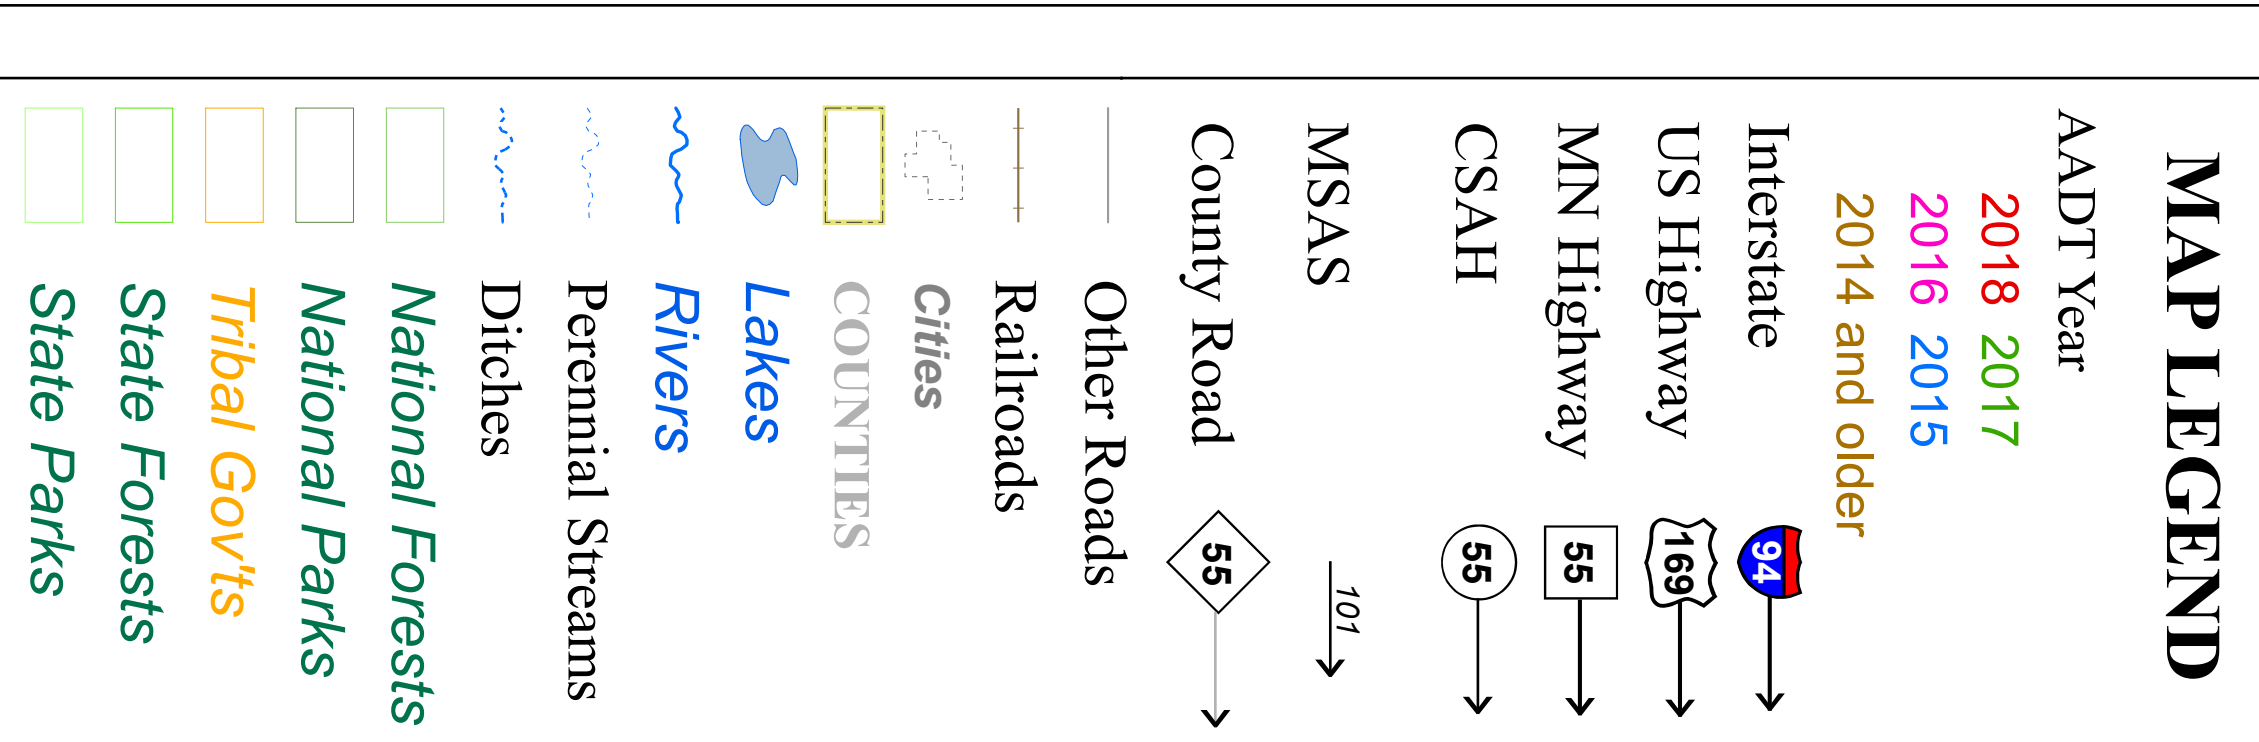 MAP LEGEND
AADT Year
2018 2017
2016 2015
2014 and older
Interstate 94
US Highway 169
MN Highway 55
CSAH 55
MSAS 101
County Road 55
Other Roads
Railroads
Cities
COUNTIES
Lakes
Rivers
Perennial Streams
Ditches
National Forests
National Parks
Tribal Gov'ts
State Forests
State Parks